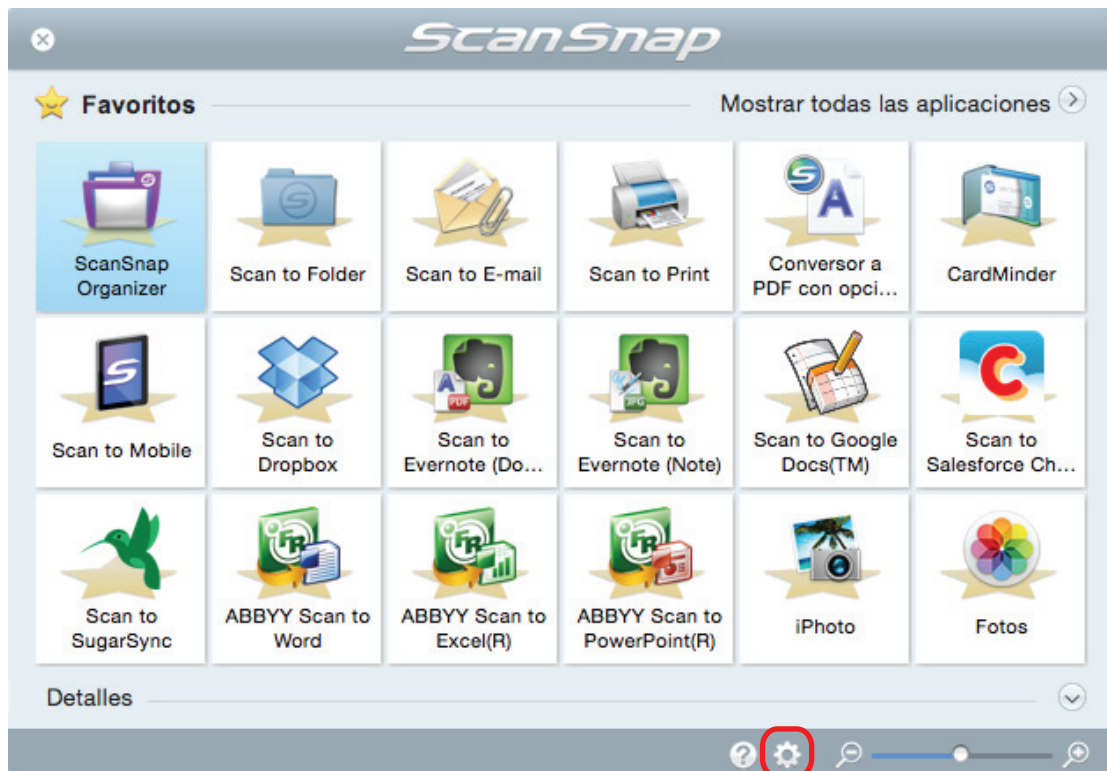 ScanSnap
Favoritos
Mostrar todas las aplicaciones
ScanSnap
Organizer
Scan to Folder
Scan to E-mail
Scan to Print
Conversor a
PDF con opci...
CardMinder
Scan to Mobile
Scan to
Dropbox
Scan to
Evernote (Do...
Scan to
Evernote (Note)
Scan to Google
Docs(TM)
Scan to
Salesforce Ch...
Scan to
SugarSync
ABBYY Scan to
Word
ABBYY Scan to
Excel(R)
ABBYY Scan to
PowerPoint(R)
iPhoto
Fotos
Detalles